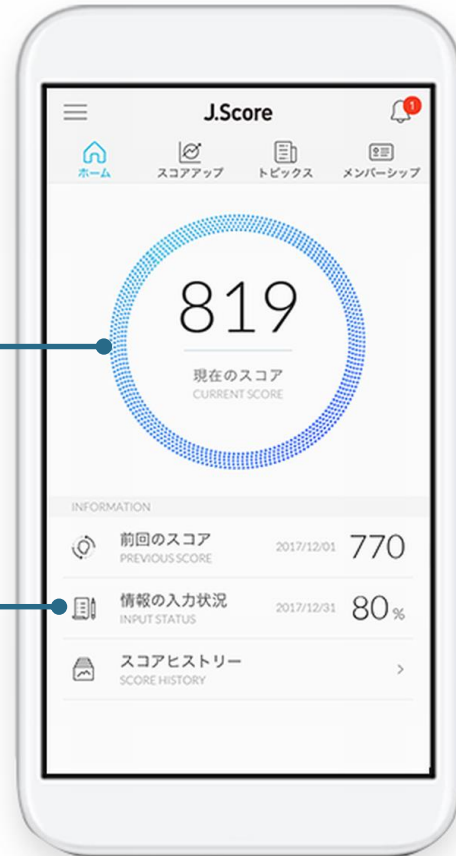 J.Score
1
ホーム
スコアアップ
トピックス
メンバーシップ
819
現在のスコア
CURRENT SCORE
INFORMATION
前回のスコア
PREVIOUS SCORE
2017/12/01
770
情報の入力状況
INPUT STATUS
2017/12/31
80 %
スコアヒストリー
SCORE HISTORY